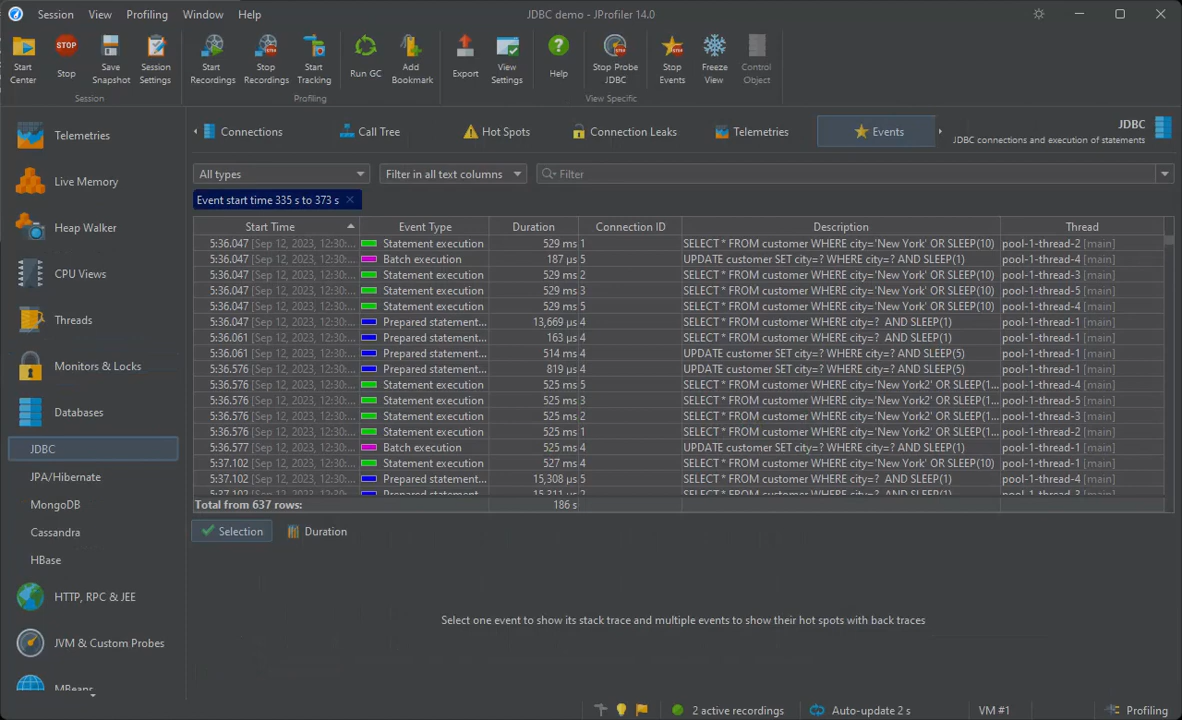 Session View Profiling Window Help JDBC demo - JProfiler 14.0
Start Center
STOP Stop
Save Snapshot
Session Settings
Start Recordings
Stop Recordings
Start Tracking
Run GC
Add Bookmark
Export
View Settings
Help
Stop Probe JDBC
Stop Events
Freeze View
Control Object
Session Profiling View Specific
Telemetries
Live Memory
Heap Walker
CPU Views
Threads
Monitors & Locks
Databases
JDBC
JPA/Hibernate
MongoDB
Cassandra
HBase
HTTP, RPC & JEE
JVM & Custom Probes
MBeans
Connections Call Tree Hot Spots Connection Leaks Telemetries Events
JDBC
JDBC connections and execution of statements
All types Filter in all text columns Filter
Event start time 335 s to 373 s
Start Time Event Type Duration Connection ID Description Thread
5:36.047 [Sep 12, 2023, 12:30:... Statement execution 529 ms 1 SELECT * FROM customer WHERE city='New York' OR SLEEP(10) pool-1-thread-2 [main]
5:36.047 [Sep 12, 2023, 12:30:... Batch execution 187 µs 5 UPDATE customer SET city=? WHERE city=? AND SLEEP(1) pool-1-thread-4 [main]
5:36.047 [Sep 12, 2023, 12:30:... Statement execution 529 ms 2 SELECT * FROM customer WHERE city='New York' OR SLEEP(10) pool-1-thread-3 [main]
5:36.047 [Sep 12, 2023, 12:30:... Statement execution 529 ms 3 SELECT * FROM customer WHERE city='New York' OR SLEEP(10) pool-1-thread-5 [main]
5:36.047 [Sep 12, 2023, 12:30:... Statement execution 529 ms 5 SELECT * FROM customer WHERE city='New York' OR SLEEP(10) pool-1-thread-4 [main]
5:36.047 [Sep 12, 2023, 12:30:... Prepared statement... 13,669 µs 4 SELECT * FROM customer WHERE city=? AND SLEEP(1) pool-1-thread-1 [main]
5:36.061 [Sep 12, 2023, 12:30:... Prepared statement... 163 µs 4 SELECT * FROM customer WHERE city=? AND SLEEP(1) pool-1-thread-1 [main]
5:36.061 [Sep 12, 2023, 12:30:... Prepared statement... 514 ms 4 UPDATE customer SET city=? WHERE city=? AND SLEEP(5) pool-1-thread-1 [main]
5:36.576 [Sep 12, 2023, 12:30:... Prepared statement... 819 µs 4 UPDATE customer SET city=? WHERE city=? AND SLEEP(5) pool-1-thread-1 [main]
5:36.576 [Sep 12, 2023, 12:30:... Statement execution 525 ms 5 SELECT * FROM customer WHERE city='New York2' OR SLEEP(1... pool-1-thread-4 [main]
5:36.576 [Sep 12, 2023, 12:30:... Statement execution 525 ms 3 SELECT * FROM customer WHERE city='New York2' OR SLEEP(1... pool-1-thread-5 [main]
5:36.576 [Sep 12, 2023, 12:30:... Statement execution 525 ms 2 SELECT * FROM customer WHERE city='New York2' OR SLEEP(1... pool-1-thread-3 [main]
5:36.576 [Sep 12, 2023, 12:30:... Statement execution 525 ms 1 SELECT * FROM customer WHERE city='New York2' OR SLEEP(1... pool-1-thread-2 [main]
5:36.577 [Sep 12, 2023, 12:30:... Batch execution 525 ms 4 UPDATE customer SET city=? WHERE city=? AND SLEEP(1) pool-1-thread-1 [main]
5:37.102 [Sep 12, 2023, 12:30:... Statement execution 527 ms 4 SELECT * FROM customer WHERE city='New York' OR SLEEP(10) pool-1-thread-1 [main]
5:37.102 [Sep 12, 2023, 12:30:... Prepared statement... 15,308 µs 5 SELECT * FROM customer WHERE city=? AND SLEEP(1) pool-1-thread-4 [main]
5:37.102 [Sep 12, 2023, 12:30:... Prepared statement... 15,311 µs 2 SELECT * FROM customer WHERE city=? AND SLEEP(1) pool-1-thread-3 [main]
Total from 637 rows: 186 s
Selection Duration
Select one event to show its stack trace and multiple events to show their hot spots with back traces
2 active recordings Auto-update 2 s VM #1 Profiling